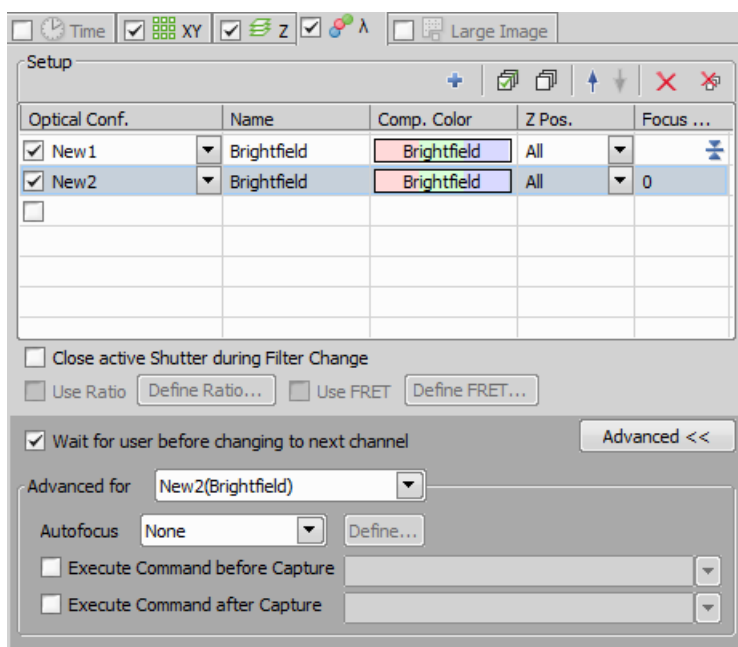 Time XY Z λ Large Image
Setup
Optical Conf. Name Comp. Color Z Pos. Focus ...
New1 Brightfield Brightfield All
New2 Brightfield Brightfield All 0
Close active Shutter during Filter Change
Use Ratio Define Ratio... Use FRET Define FRET...
Wait for user before changing to next channel Advanced <<
Advanced for New2(Brightfield)
Autofocus None Define...
Execute Command before Capture
Execute Command after Capture